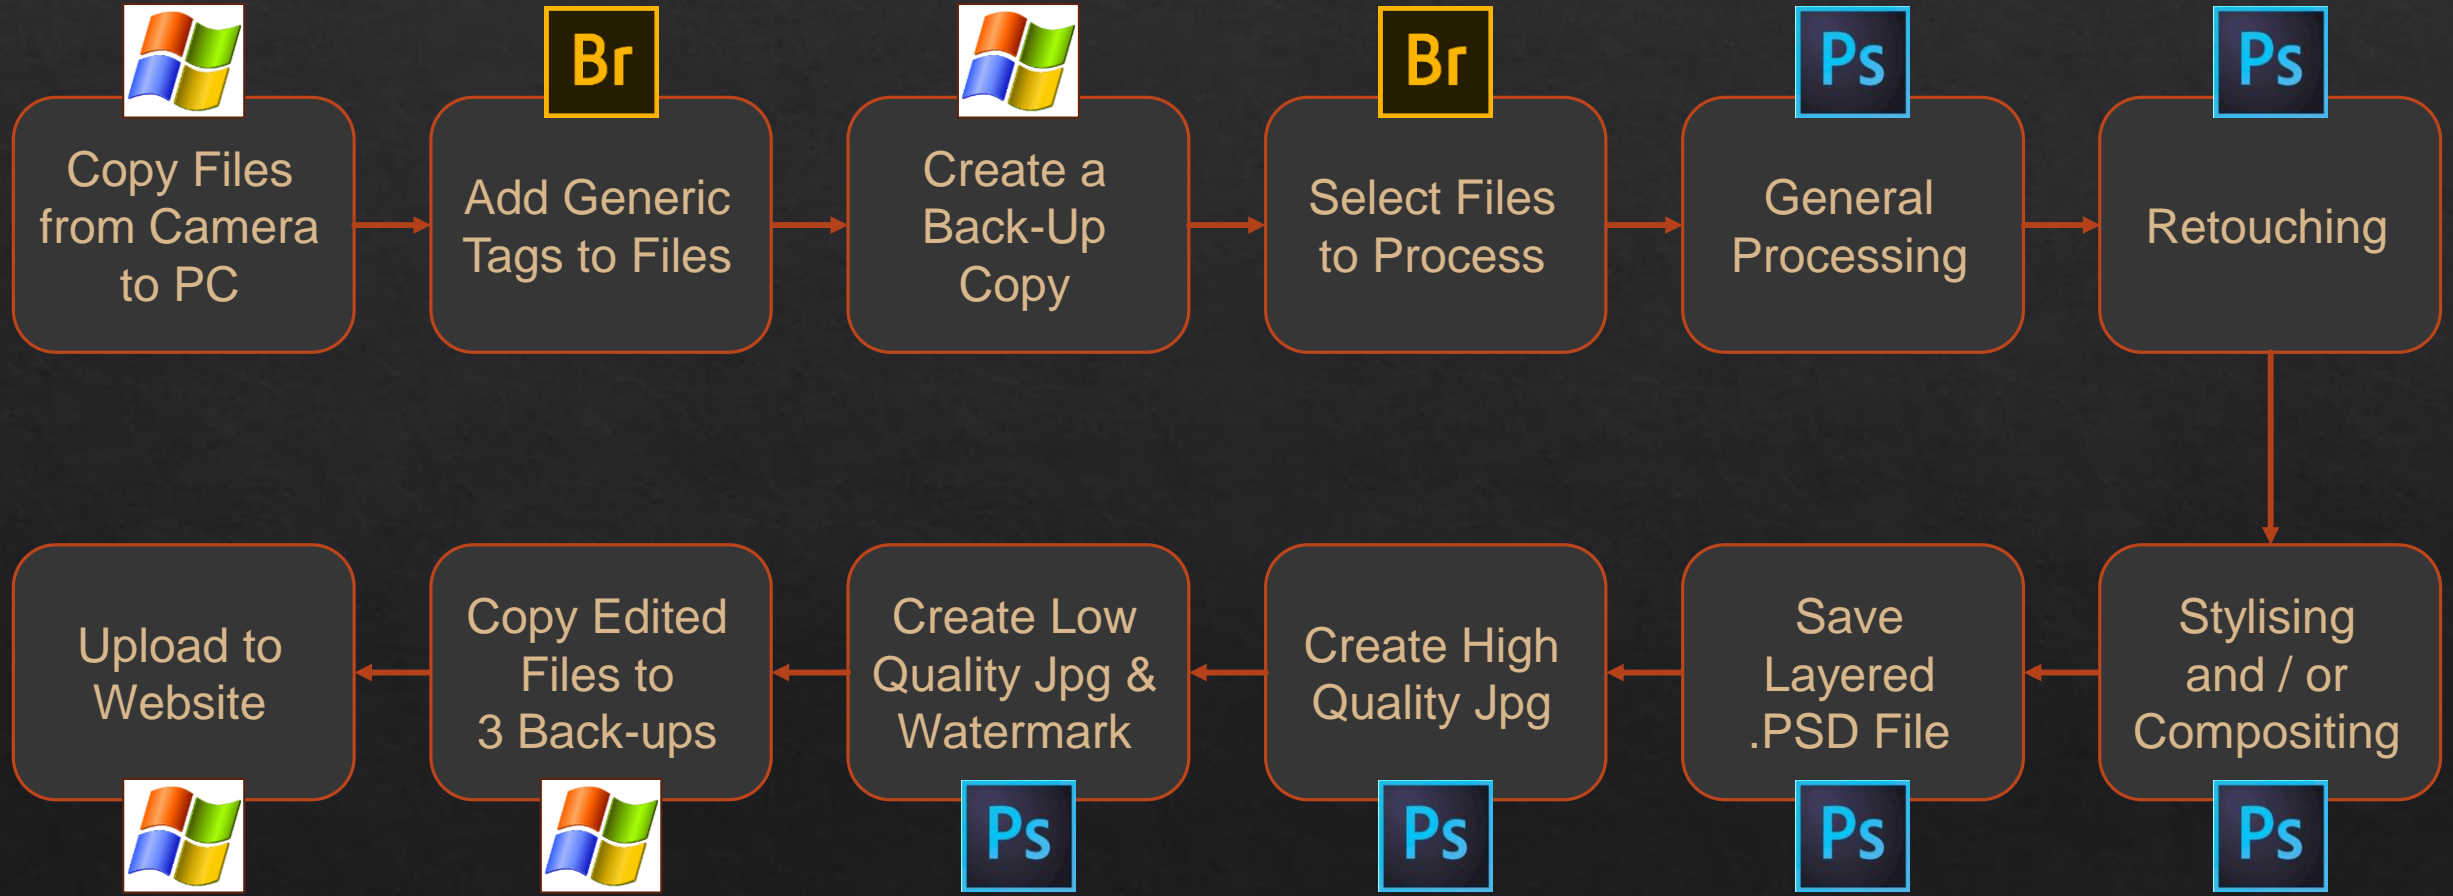 Br
Br
Ps
Ps
Copy Files
from Camera
to PC
Add Generic
Tags to Files
Create a
Back-Up
Copy
Select Files
to Process
General
Processing
Retouching
Stylising
and / or
Compositing
Save
Layered
.PSD File
Create High
Quality Jpg
Create Low
Quality Jpg &
Watermark
Copy Edited
Files to
3 Back-ups
Upload to
Website
Ps
Ps
Ps
Ps